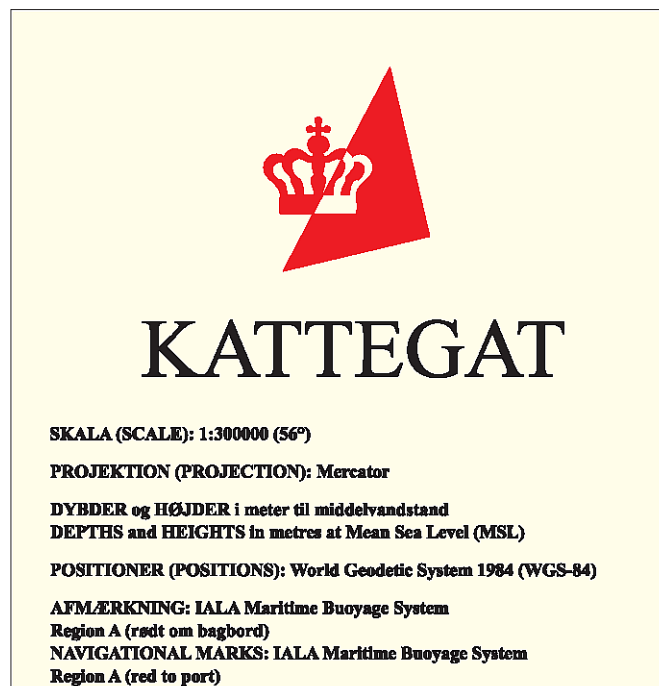 KATTEGAT
SKALA (SCALE): 1:300000 (56°)
PROJEKTION (PROJECTION): Mercator
DYBDER og HØJDER i meter til middelvandstand
DEPTHS and HEIGHTS in metres at Mean Sea Level (MSL)
POSITIONER (POSITIONS): World Geodetic System 1984 (WGS-84)
AFMÆRKNING: IALA Maritime Buoyage System
Region A (rødt om bagbord)
NAVIGATIONAL MARKS: IALA Maritime Buoyage System
Region A (red to port)